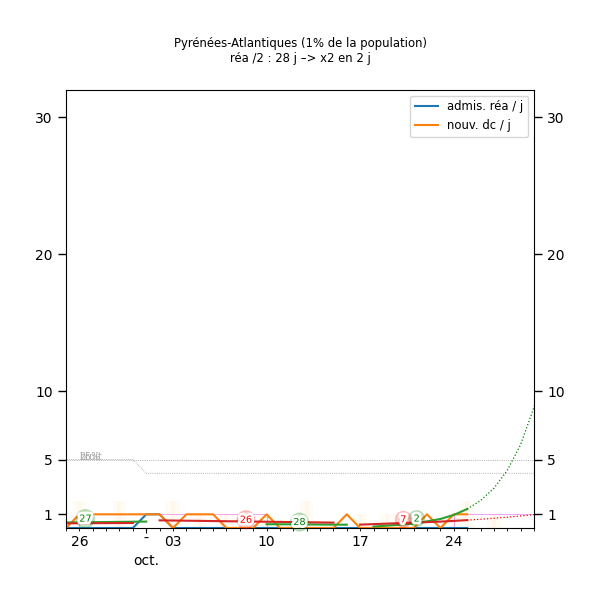 Pyrénées-Atlantiques (1% de la population)
réa /2 : 28 j –> x2 en 2 j
admis. réa / j
nouv. dc / j
30 30
20 20
10 10
5 5
1 1
27 26 28 7 2
26 - 03 10 17 24
oct.